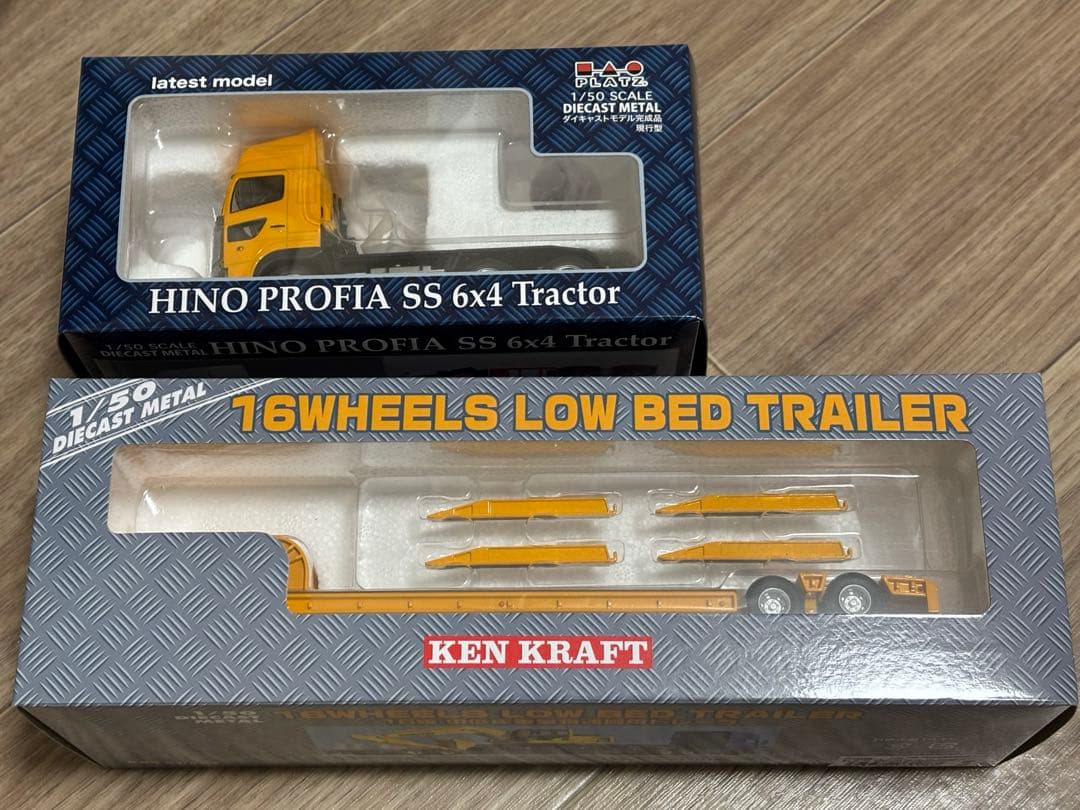 latest model
PLATZ
1/50 SCALE
DIECAST METAL
ダイキャストモデル完成品
現行型
HINO PROFIA SS 6x4 Tractor
1/50 SCALE
DIECAST METAL
HINO PROFIA SS 6x4 Tractor
1/50
DIECAST METAL
16WHEELS LOW BED TRAILER
KEN KRAFT
1/50
DIECAST
METAL
16WHEELS LOW BED TRAILER